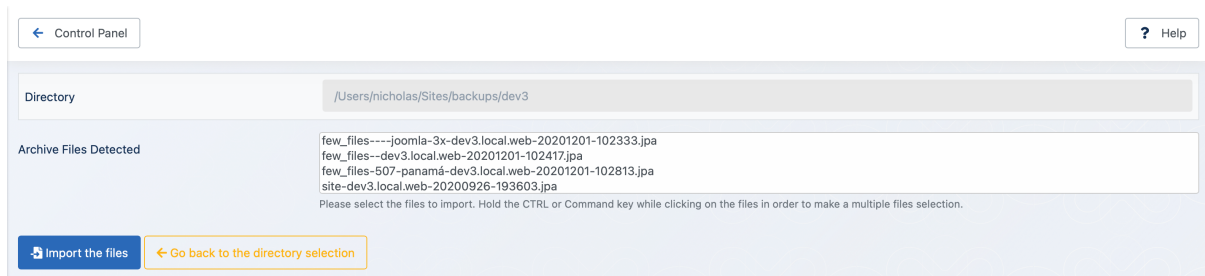 Control Panel
? Help
Directory
/Users/nicholas/Sites/backups/dev3
Archive Files Detected
few_files----joomla-3x-dev3.local.web-20201201-102333.jpa
few_files--dev3.local.web-20201201-102417.jpa
few_files-507-panamá-dev3.local.web-20201201-102813.jpa
site-dev3.local.web-20200926-193603.jpa
Please select the files to import. Hold the CTRL or Command key while clicking on the files in order to make a multiple files selection.
Import the files
Go back to the directory selection